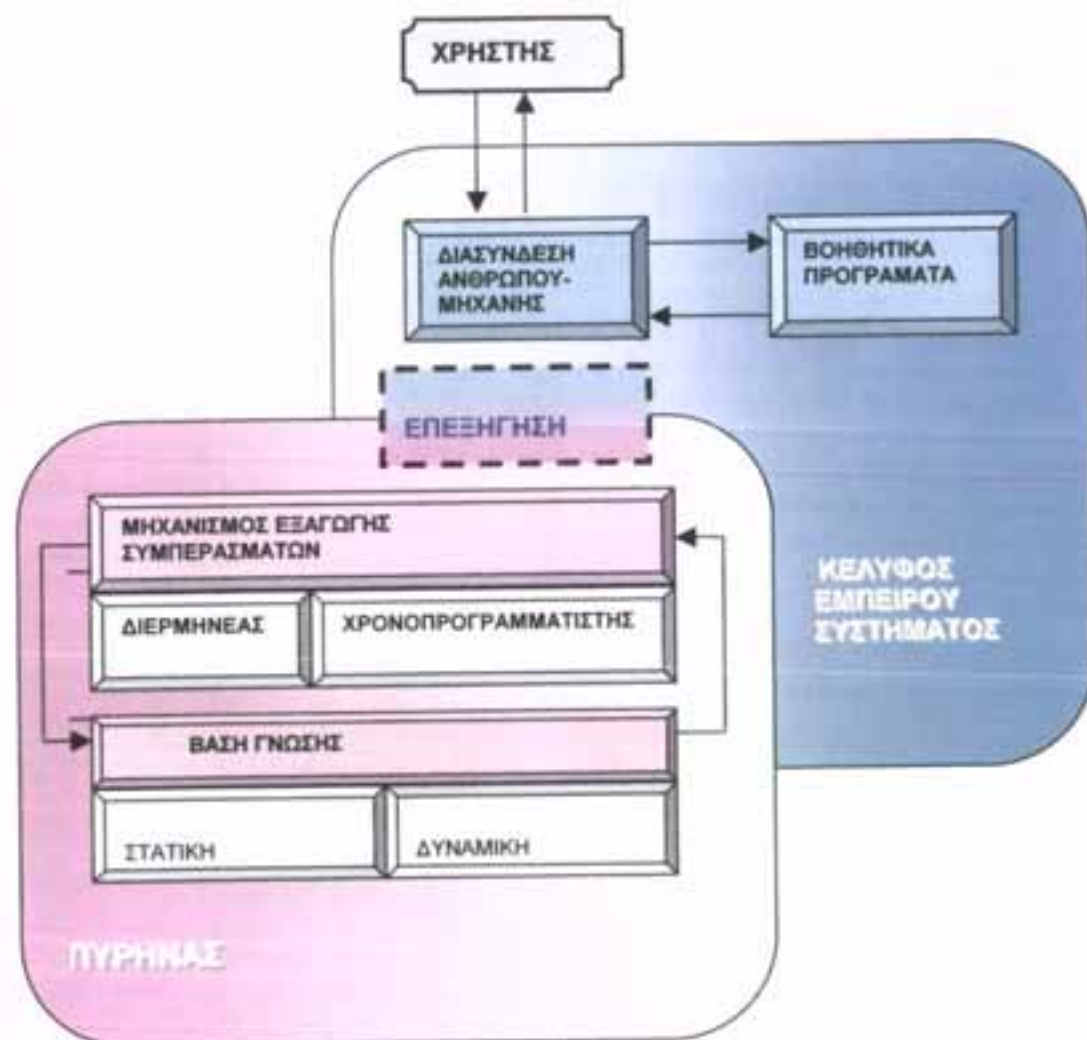 ΧΡΗΣΤΗΣ
ΔΙΑΣΥΝΔΕΣΗ
ΑΝΘΡΩΠΟΥ-
ΜΗΧΑΝΗΣ
ΒΟΗΘΗΤΙΚΑ
ΠΡΟΓΡΑΜΑΤΑ
ΕΠΕΞΗΓΗΣΗ
ΜΗΧΑΝΙΣΜΟΣ ΕΞΑΓΩΓΗΣ
ΣΥΜΠΕΡΑΣΜΑΤΩΝ
ΔΙΕΡΜΗΝΕΑΣ
ΧΡΟΝΟΠΡΟΓΡΑΜΜΑΤΙΣΤΗΣ
ΚΕΛΥΦΟΣ
ΕΜΠΕΙΡΟΥ
ΣΥΣΤΗΜΑΤΟΣ
ΒΑΣΗ ΓΝΩΣΗΣ
ΣΤΑΤΙΚΗ
ΔΥΝΑΜΙΚΗ
ΠΥΡΗΝΑΣ